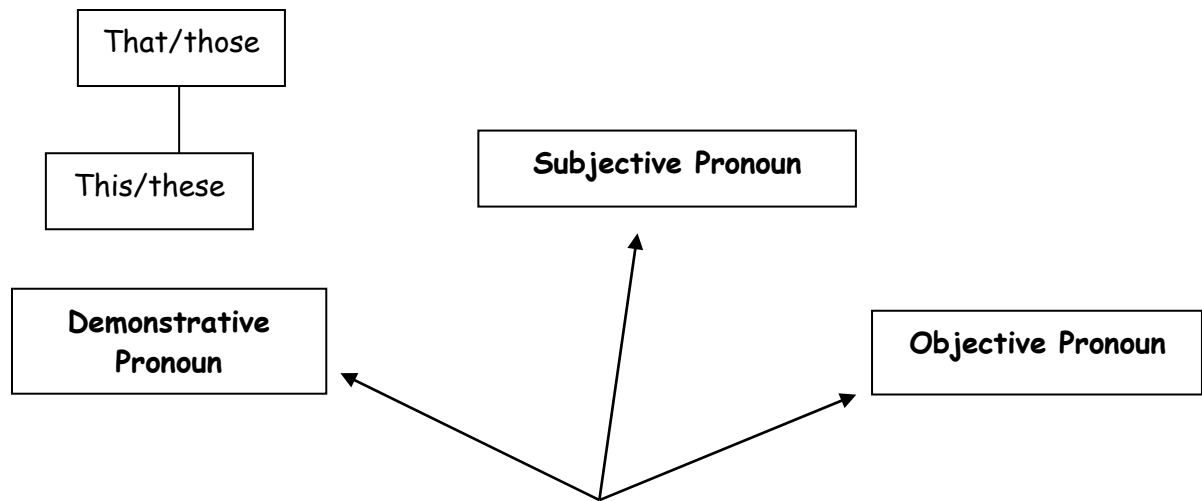 That/those
This/these
Subjective Pronoun
Demonstrative
Pronoun
Objective Pronoun